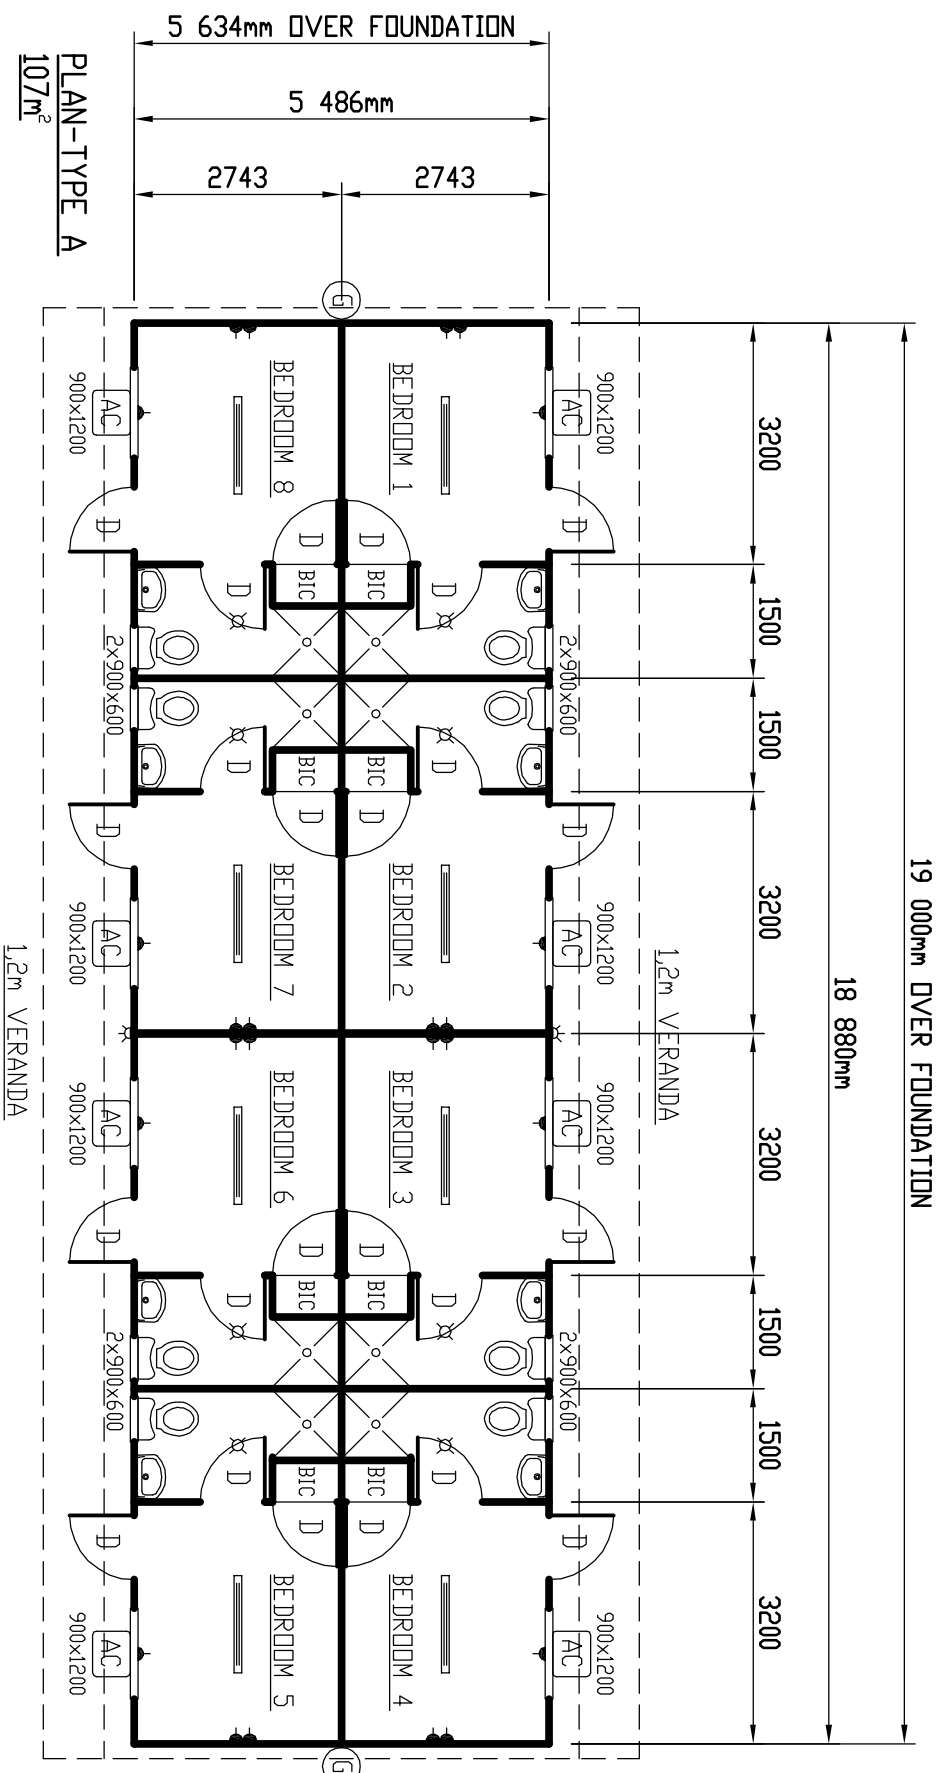 19 000mm OVER FOUNDATION
18 880mm
3200
1500
1500
3200
3200
1500
1500
3200
1,2m VERANDA
900x1200
AC
D
2x900x600
D
900x1200
AC
900x1200
AC
D
2x900x600
D
900x1200
AC
5 634mm OVER FOUNDATION
5 486mm
2743
2743
G
G
BEDROOM 1
D
BIC
D
D
BIC
D
BEDROOM 2
BEDROOM 3
D
BIC
D
D
BIC
D
BEDROOM 4
BEDROOM 8
D
BIC
D
D
BIC
D
BEDROOM 7
BEDROOM 6
D
BIC
D
D
BIC
D
BEDROOM 5
AC
900x1200
D
2x900x600
D
AC
900x1200
AC
900x1200
D
2x900x600
D
AC
900x1200
1,2m VERANDA
PLAN-TYPE A
107m²